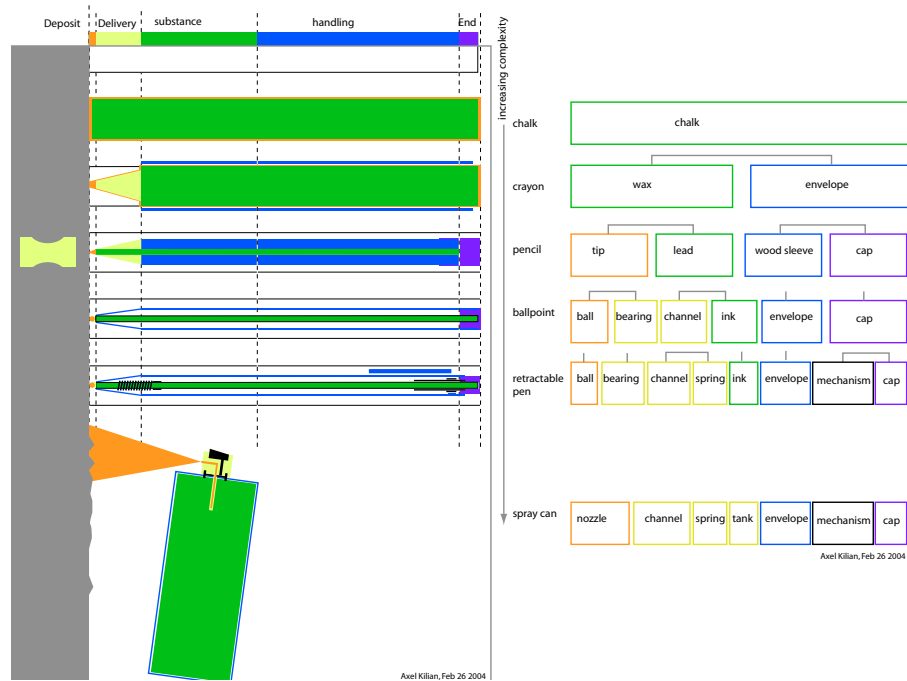 Deposit Delivery substance handling End
increasing complexity
chalk chalk
crayon wax envelope
pencil tip lead wood sleeve cap
ballpoint ball bearing channel ink envelope cap
retractable pen ball bearing channel spring ink envelope mechanism cap
spray can nozzle channel spring tank envelope mechanism cap
Axel Kilian, Feb 26 2004
Axel Kilian, Feb 26 2004